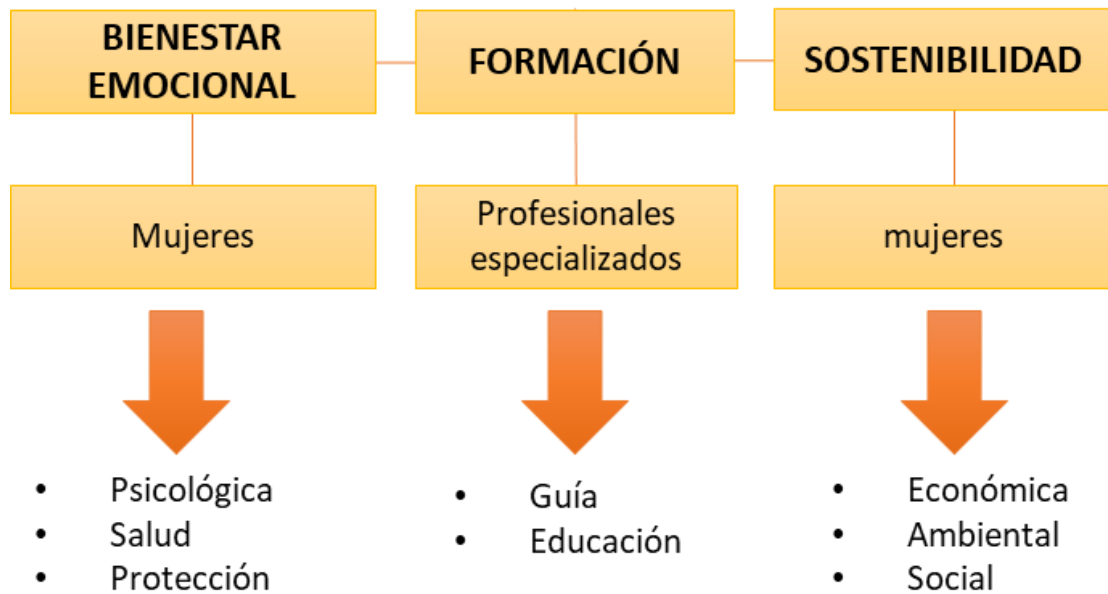 BIENESTAR
EMOCIONAL
FORMACIÓN
SOSTENIBILIDAD
Mujeres
Profesionales
especializados
mujeres
• Psicológica
• Salud
• Protección
• Guía
• Educación
• Económica
• Ambiental
• Social